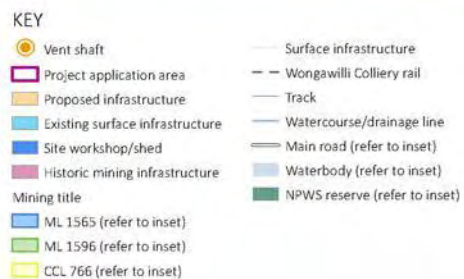 KEY
Vent shaft
Project application area
Proposed infrastructure
Existing surface infrastructure
Site workshop/shed
Historic mining infrastructure
Mining title
ML 1565 (refer to inset)
ML 1596 (refer to inset)
CCL 766 (refer to inset)
Surface infrastructure
Wongawilli Colliery rail
Track
Watercourse/drainage line
Main road (refer to inset)
Waterbody (refer to inset)
NPWS reserve (refer to inset)